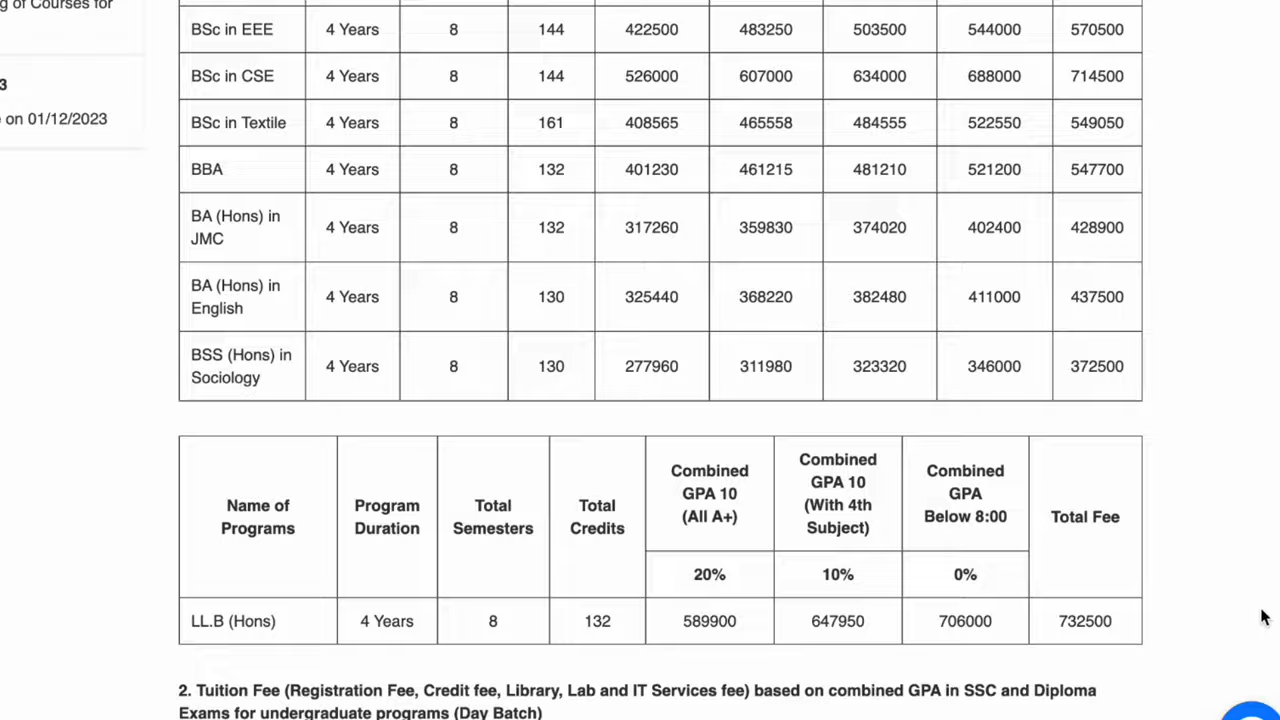 g of Courses for
3
e on 01/12/2023
BSc in EEE 4 Years 8 144 422500 483250 503500 544000 570500
BSc in CSE 4 Years 8 144 526000 607000 634000 688000 714500
BSc in Textile 4 Years 8 161 408565 465558 484555 522550 549050
BBA 4 Years 8 132 401230 461215 481210 521200 547700
BA (Hons) in
JMC
4 Years 8 132 317260 359830 374020 402400 428900
BA (Hons) in
English
4 Years 8 130 325440 368220 382480 411000 437500
BSS (Hons) in
Sociology
4 Years 8 130 277960 311980 323320 346000 372500
Name of
Programs
Program
Duration
Total
Semesters
Total
Credits
Combined
GPA 10
(All A+)
Combined
GPA 10
(With 4th
Subject)
Combined
GPA
Below 8:00
Total Fee
20% 10% 0%
LL.B (Hons) 4 Years 8 132 589900 647950 706000 732500
2. Tuition Fee (Registration Fee, Credit fee, Library, Lab and IT Services fee) based on combined GPA in SSC and Diploma
Exams for undergraduate programs (Day Batch)